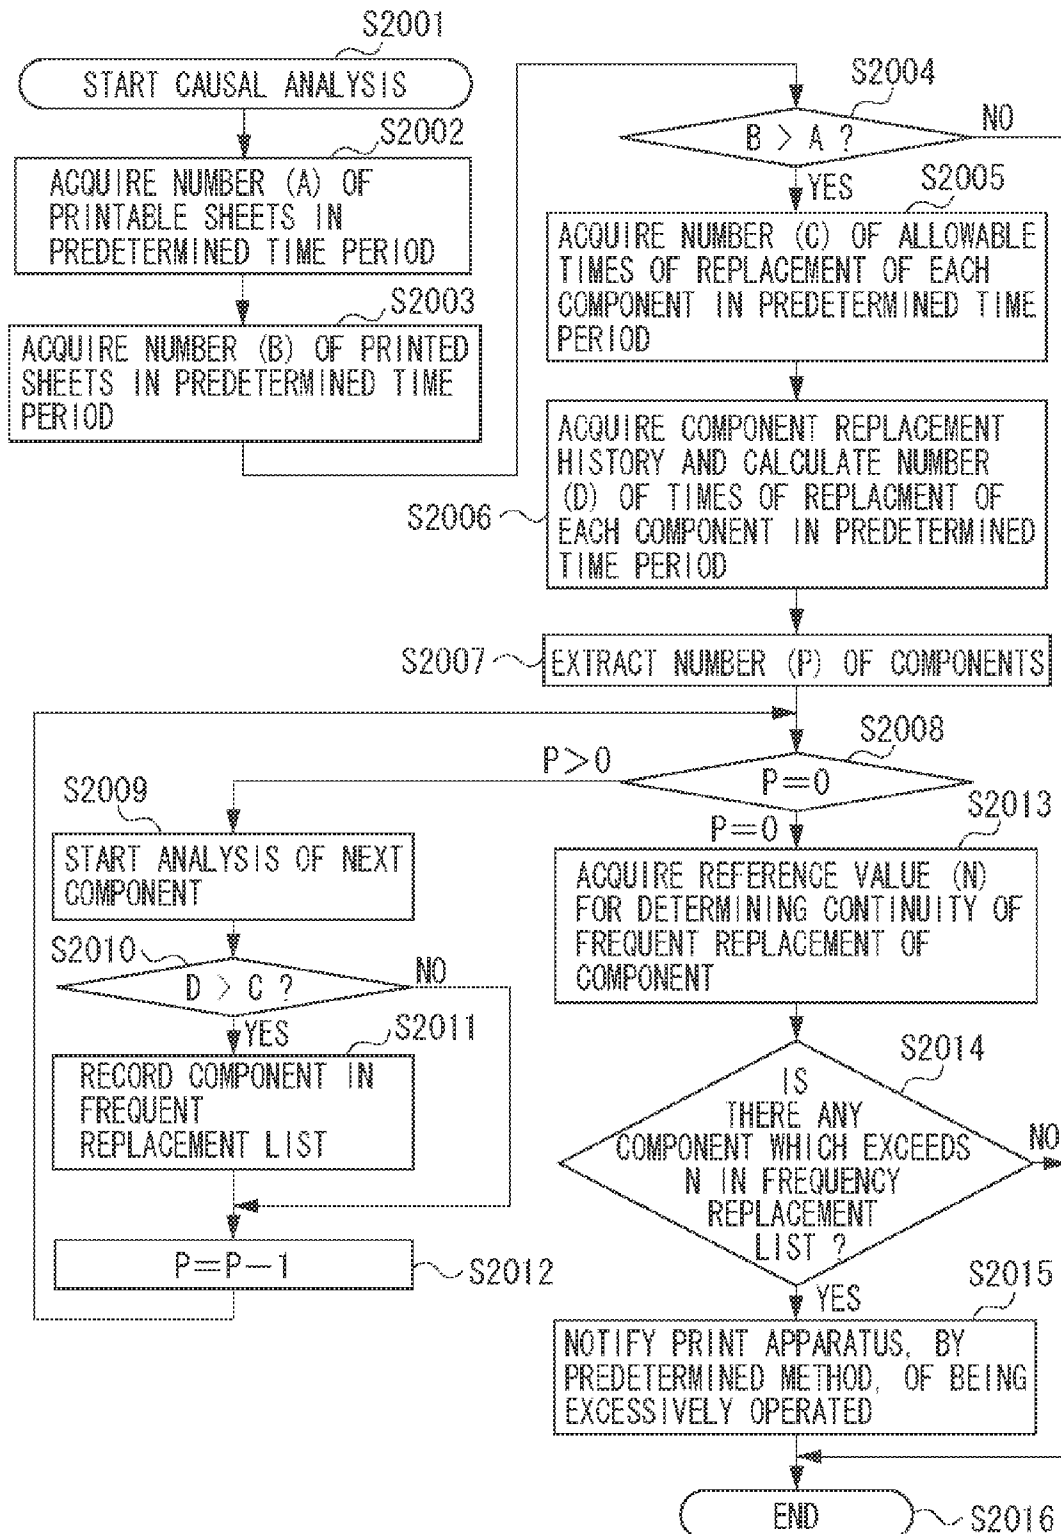 S2001
START CAUSAL ANALYSIS
S2002
ACQUIRE NUMBER (A) OF
PRINTABLE SHEETS IN
PREDETERMINED TIME PERIOD
S2003
ACQUIRE NUMBER (B) OF PRINTED
SHEETS IN PREDETERMINED TIME
PERIOD
S2004
B > A ?
NO
YES
S2005
ACQUIRE NUMBER (C) OF ALLOWABLE
TIMES OF REPLACEMENT OF EACH
COMPONENT IN PREDETERMINED TIME
PERIOD
S2006
ACQUIRE COMPONENT REPLACEMENT
HISTORY AND CALCULATE NUMBER
(D) OF TIMES OF REPLACMENT OF
EACH COMPONENT IN PREDETERMINED
TIME PERIOD
S2007
EXTRACT NUMBER (P) OF COMPONENTS
S2008
P=0
P>0
P=0
S2009
START ANALYSIS OF NEXT
COMPONENT
S2010
D > C ?
NO
YES
S2011
RECORD COMPONENT IN
FREQUENT
REPLACEMENT LIST
P=P-1
S2012
S2013
ACQUIRE REFERENCE VALUE (N)
FOR DETERMINING CONTINUITY OF
FREQUENT REPLACEMENT OF
COMPONENT
S2014
IS
THERE ANY
COMPONENT WHICH EXCEEDS
N IN FREQUENCY
REPLACEMENT
LIST ?
NO
YES
S2015
NOTIFY PRINT APPARATUS, BY
PREDETERMINED METHOD, OF BEING
EXCESSIVELY OPERATED
END
S2016